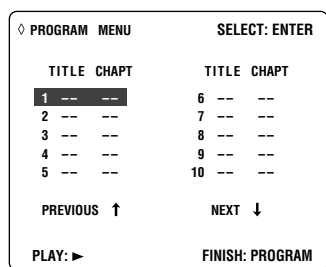 ◊ PROGRAM MENU SELECT: ENTER
TITLE CHAPT TITLE CHAPT
1 -- -- 6 -- --
2 -- -- 7 -- --
3 -- -- 8 -- --
4 -- -- 9 -- --
5 -- -- 10 -- --
PREVIOUS ↑ NEXT ↓
PLAY: ► FINISH: PROGRAM